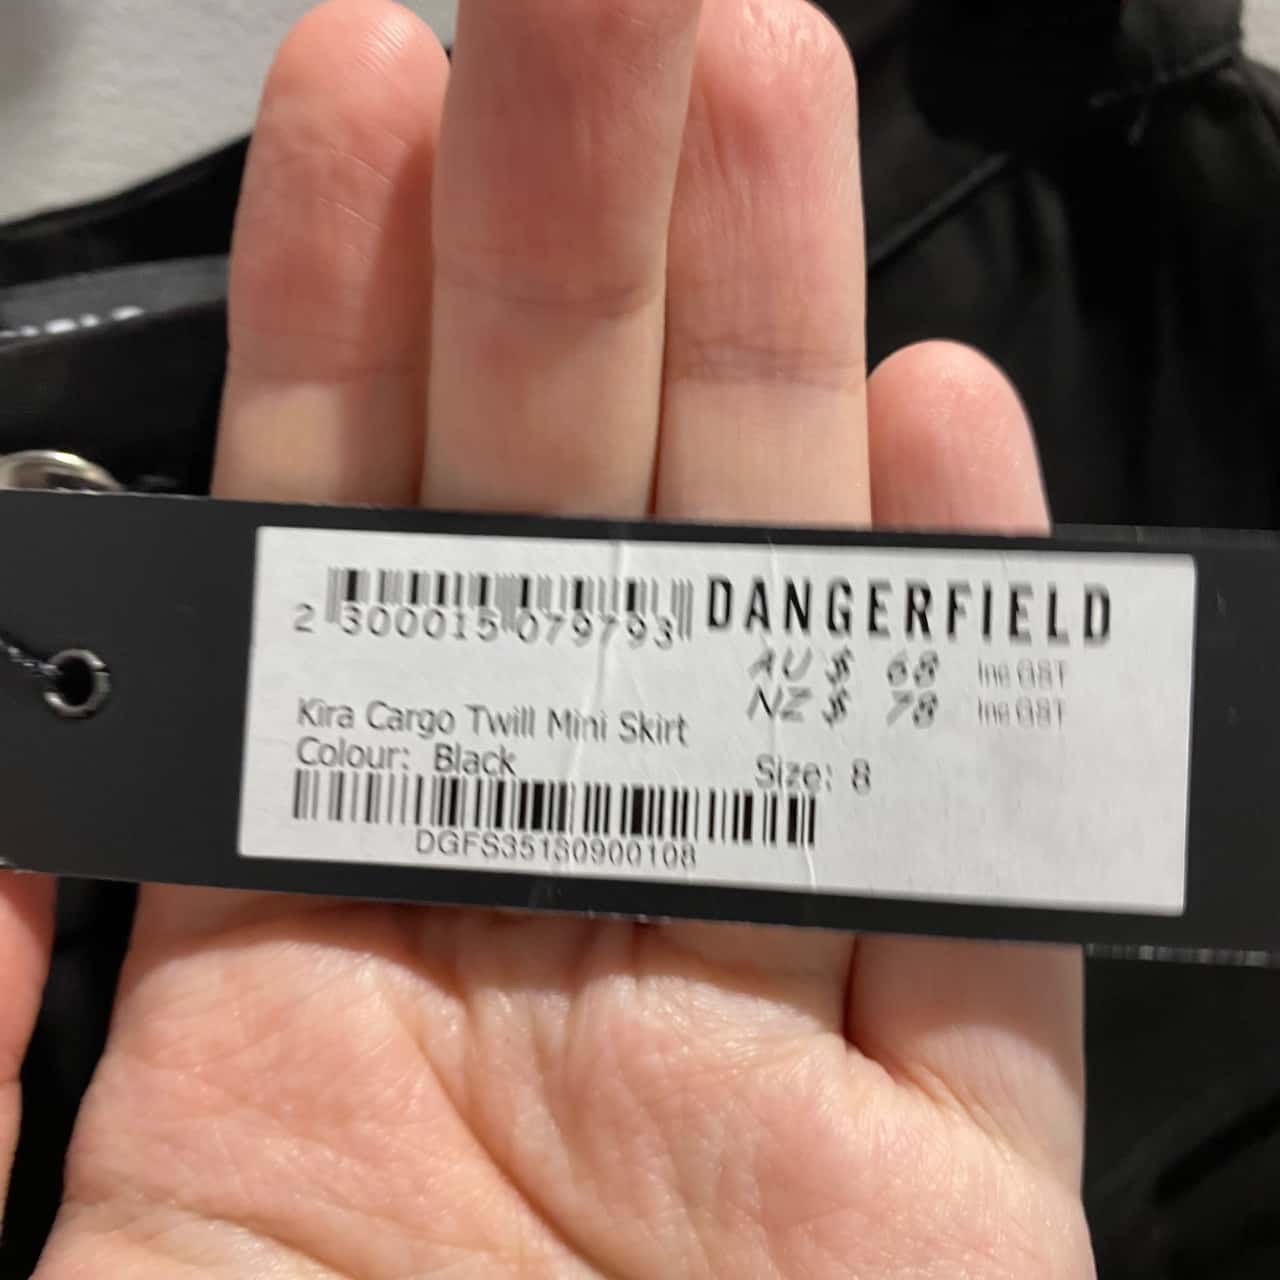 2 300015 079793
DANGERFIELD
AU $ 68 Inc GST
NZ $ 78 Inc GST
Kira Cargo Twill Mini Skirt
Colour: Black
Size: 8
DGFS35130900108